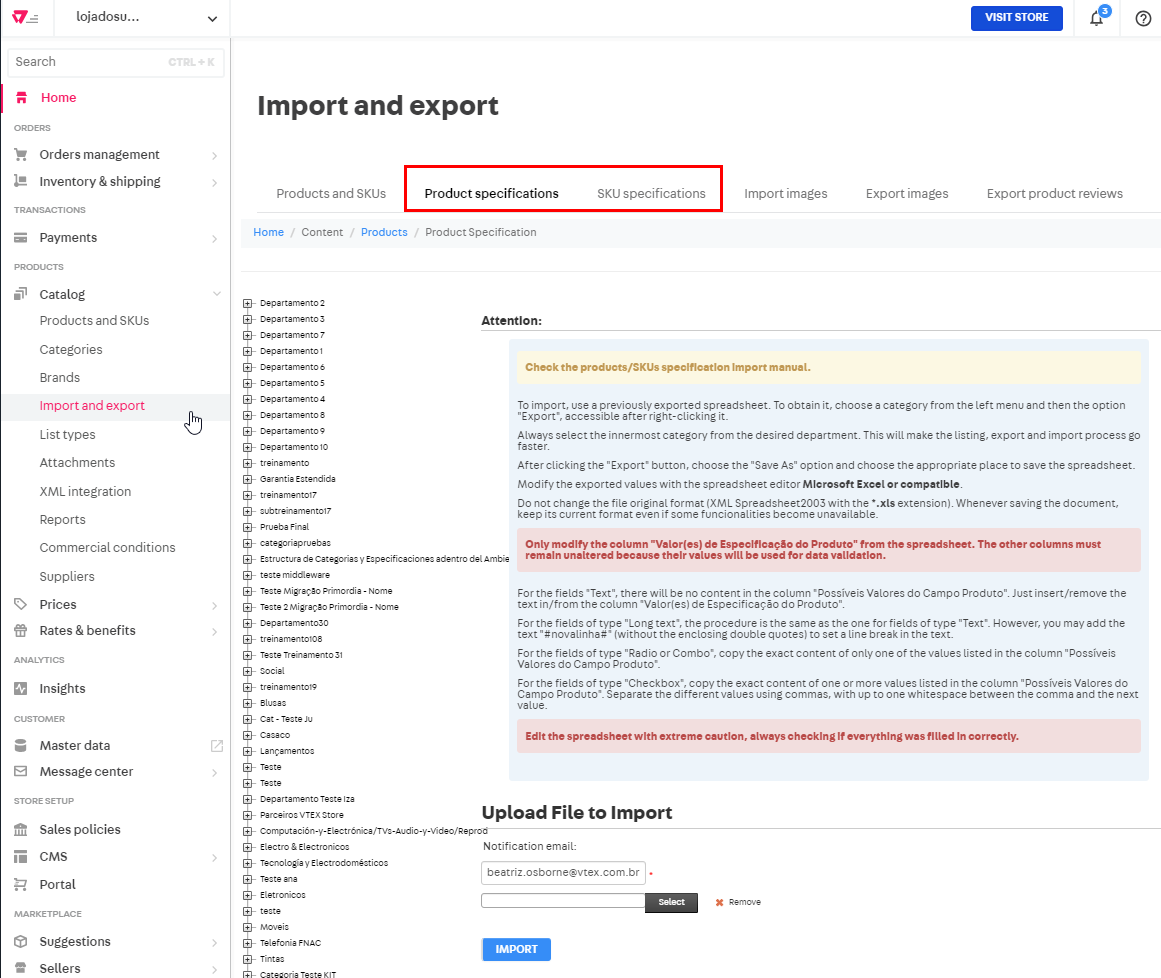 lojadosu...
VISIT STORE
3
Search CTRL + K
Home
ORDERS
Orders management
Inventory & shipping
TRANSACTIONS
Payments
PRODUCTS
Catalog
Products and SKUs
Categories
Brands
Import and export
List types
Attachments
XML integration
Reports
Commercial conditions
Suppliers
Prices
Rates & benefits
ANALYTICS
Insights
CUSTOMER
Master data
Message center
STORE SETUP
Sales policies
CMS
Portal
MARKETPLACE
Suggestions
Sellers
Import and export
Products and SKUs Product specifications SKU specifications Import images Export images Export product reviews
Home / Content / Products / Product Specification
Departamento 2
Departamento 3
Departamento 7
Departamento 1
Departamento 6
Departamento 5
Departamento 4
Departamento 8
Departamento 9
Departamento 10
treinamento
Garantia Estendida
treinamento17
subtreinamento17
Prueba Final
categoriapruebas
Estructura de Categorias y Especificaciones adentro del Ambie
teste middleware
Teste Migração Primordia - Nome
Teste 2 Migração Primordia - Nome
Departamento30
treinamento108
Teste Treinamento 31
Social
treinamento19
Blusas
Cat - Teste Ju
Casaco
Lançamentos
Teste
Teste
Departamento Teste Iza
Parceiros VTEX Store
Computación-y-Electrónica/TVs-Audio-y-Video/Reprod
Electro & Electronicos
Tecnología y Electrodomésticos
Teste ana
Eletronicos
teste
Moveis
Telefonia FNAC
Tintas
Categoria Teste KIT
Attention:
Check the products/SKUs specification import manual.
To import, use a previously exported spreadsheet. To obtain it, choose a category from the left menu and then the option
"Export", accessible after right-clicking it.
Always select the innermost category from the desired department. This will make the listing, export and import process go
faster.
After clicking the "Export" button, choose the "Save As" option and choose the appropriate place to save the spreadsheet.
Modify the exported values with the spreadsheet editor Microsoft Excel or compatible.
Do not change the file original format (XML Spreadsheet2003 with the *.xls extension). Whenever saving the document,
keep its current format even if some funcionalities become unavailable.
Only modify the column "Valor(es) de Especificação do Produto" from the spreadsheet. The other columns must
remain unaltered because their values will be used for data validation.
For the fields "Text", there will be no content in the column "Possíveis Valores do Campo Produto". Just insert/remove the
text in/from the column "Valor(es) de Especificação do Produto".
For the fields of type "Long text", the procedure is the same as the one for fields of type "Text". However, you may add the
text "#novalinha#" (without the enclosing double quotes) to set a line break in the text.
For the fields of type "Radio or Combo", copy the exact content of only one of the values listed in the column "Possíveis
Valores do Campo Produto".
For the fields of type "Checkbox", copy the exact content of one or more values listed in the column "Possíveis Valores do
Campo Produto". Separate the different values using commas, with up to one whitespace between the comma and the next
value.
Edit the spreadsheet with extreme caution, always checking if everything was filled in correctly.
Upload File to Import
Notification email:
beatriz.osborne@vtex.com.br *
Select Remove
IMPORT